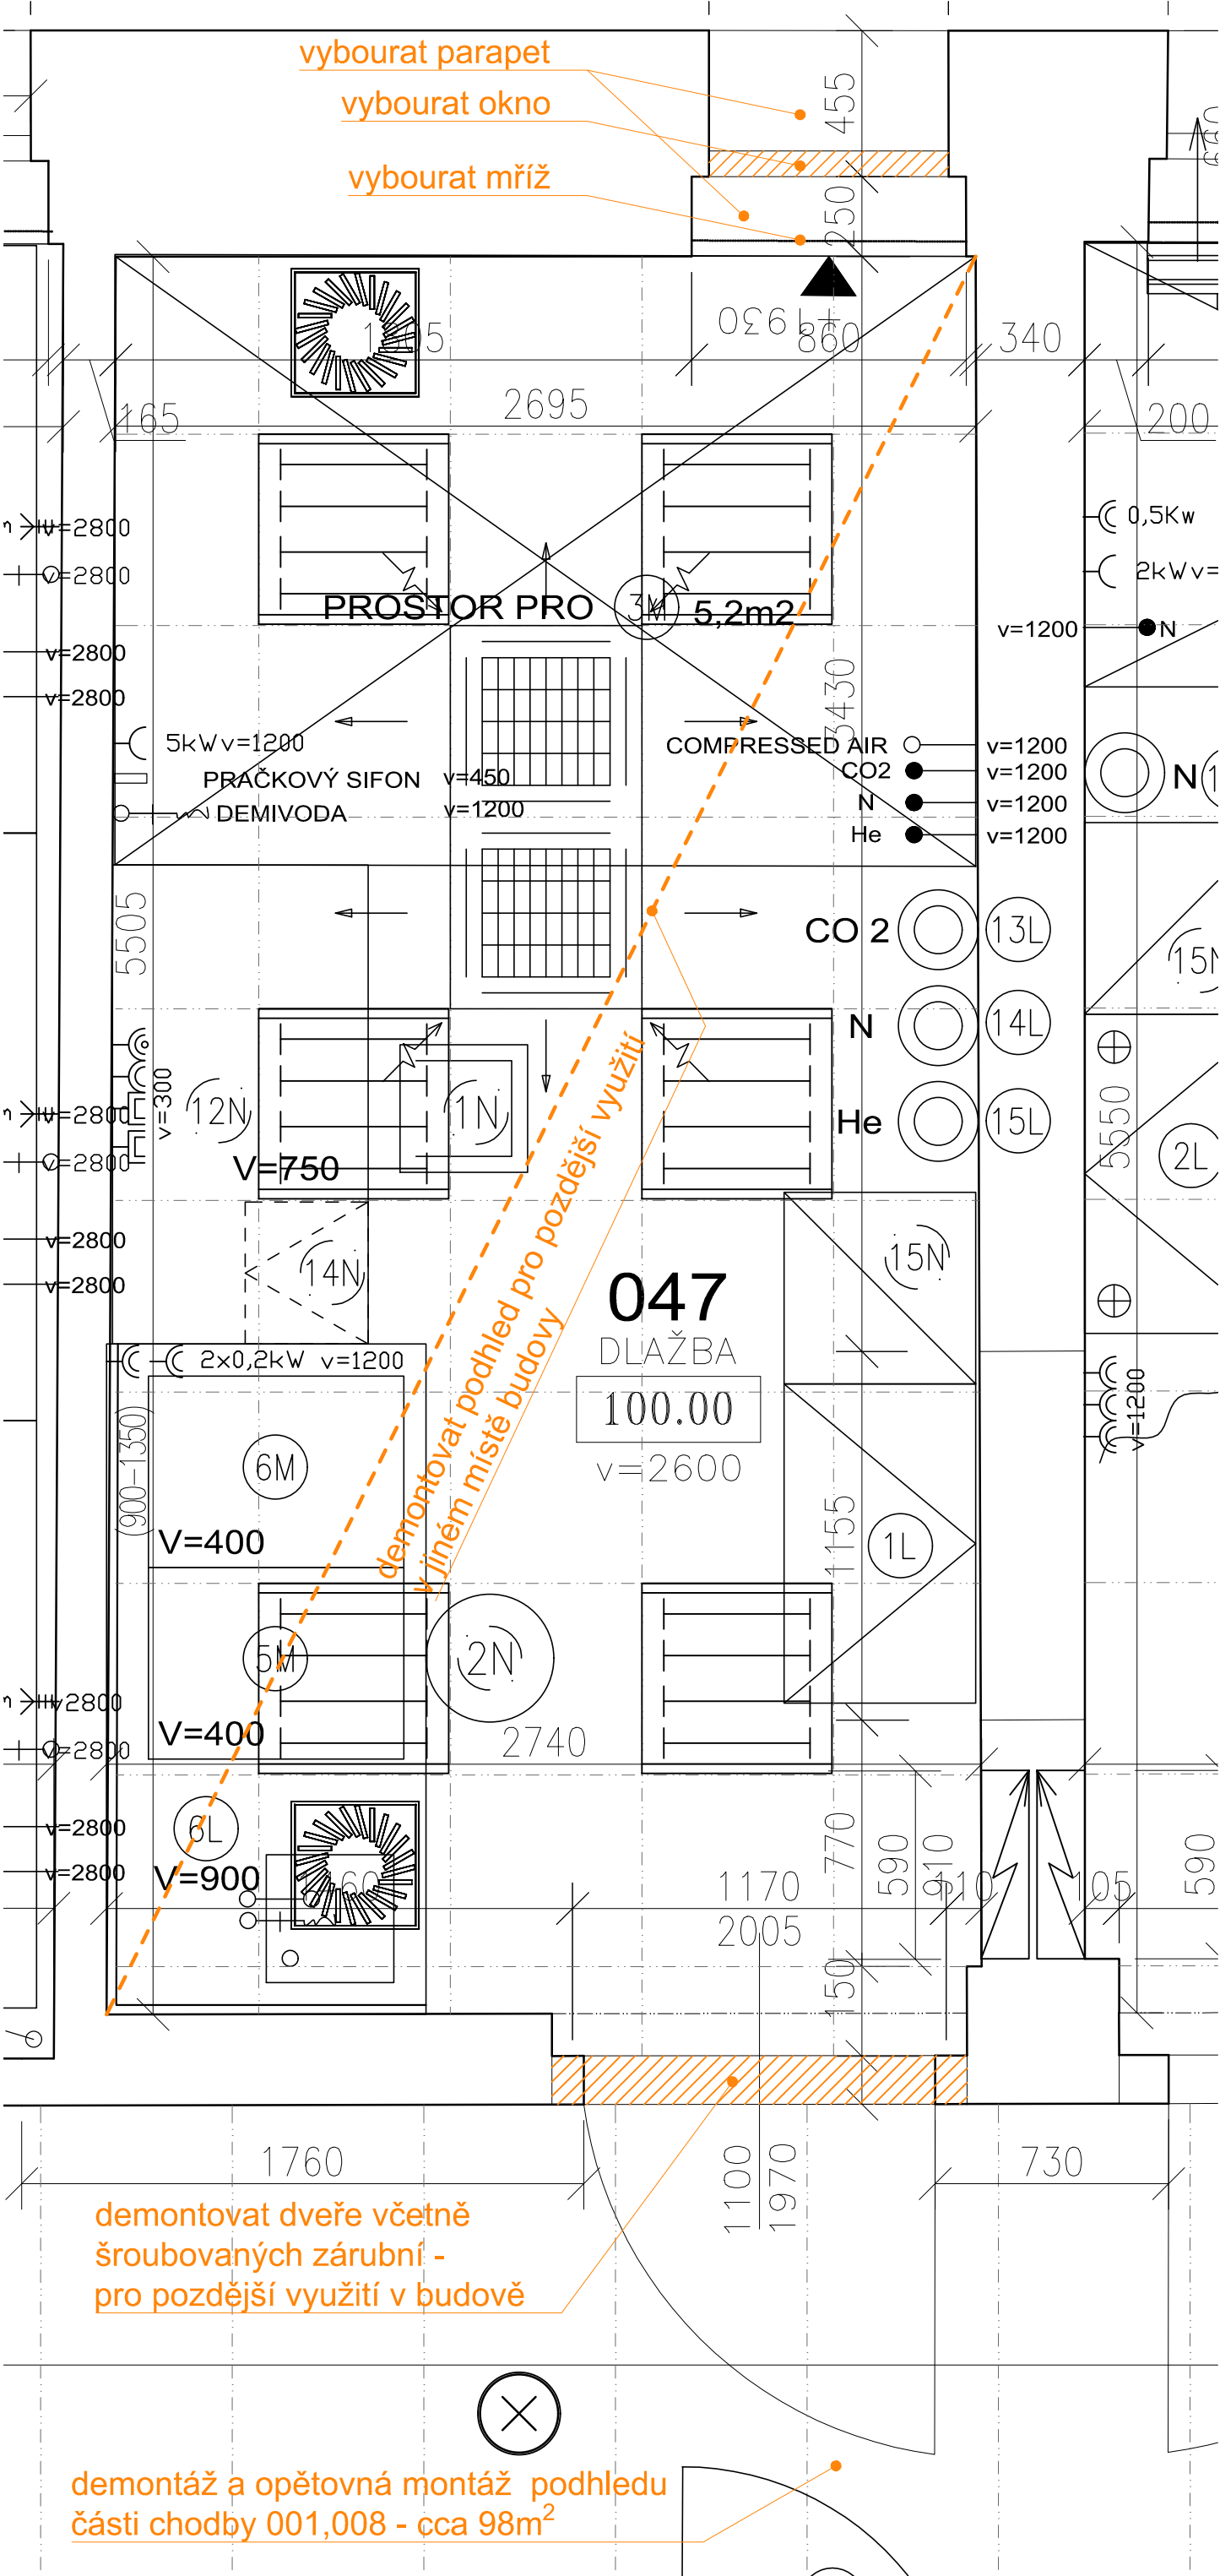 vybourat parapet
vybourat okno
vybourat mříž
455
250
±1930
860
340
2695
165
200
v=2800
v=2800
0,5Kw
2kW v=
PROSTOR PRO
3M
5,2m2
v=1200
N
v=2800
v=2800
3430
5kW v=1200
COMPRESSED AIR
v=1200
PRAČKOVÝ SIFON
v=450
CO2
v=1200
N
DEMIVODA
v=1200
N
v=1200
He
v=1200
5505
CO 2
13L
15N
N
14L
v=300
12N
1N
He
15L
5550
2L
v=2800
v=2800
V=750
v=2800
v=2800
14N
15N
demontovat podhled pro pozdější využití
v jiném místě budovy
047
DLAŽBA
100.00
v=2600
2x0,2kW v=1200
v=1200
(900-1350)
6M
V=400
1155
1L
5M
2N
v=2800
V=400
v=2800
2740
6L
v=2800
v=2800
V=900
770
590
910
1170
2005
110
105
590
150
1760
1100
1970
730
demontovat dveře včetně
šroubovaných zárubní -
pro pozdější využití v budově
demontáž a opětovná montáž podhledu
části chodby 001,008 - cca 98m²